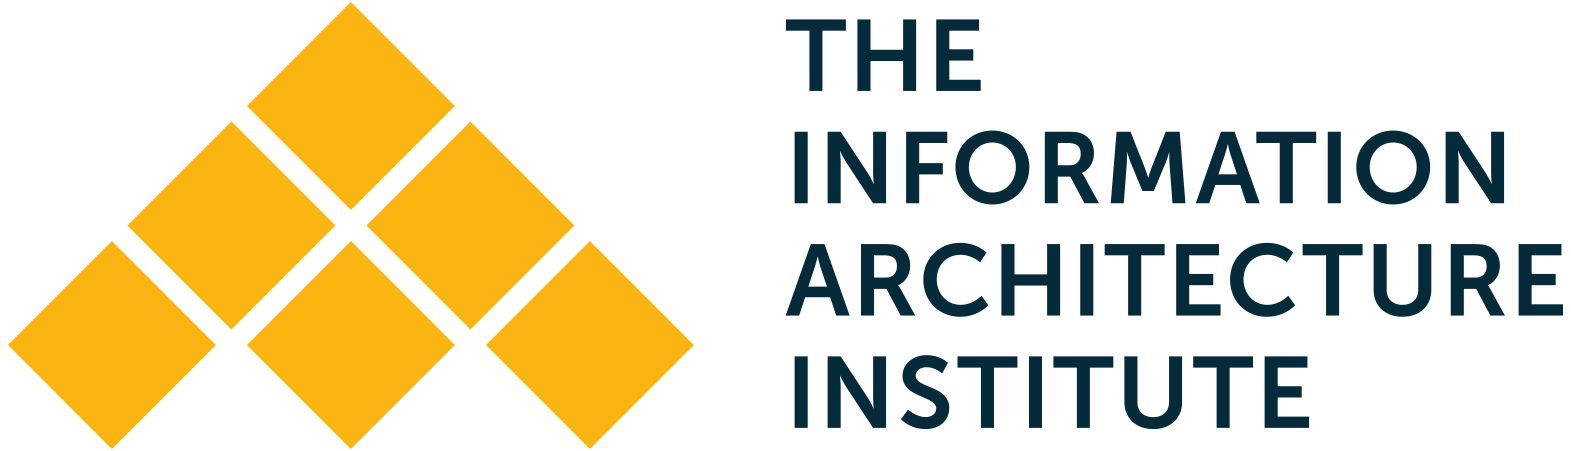 THE
INFORMATION
ARCHITECTURE
INSTITUTE